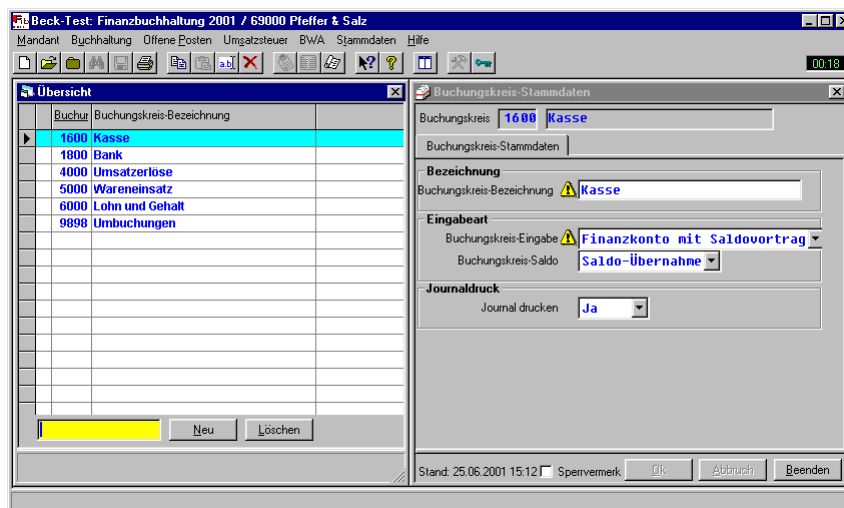 Beck-Test: Finanzbuchhaltung 2001 / 69000 Pfeffer & Salz
Mandant Buchhaltung Offene Posten Umsatzsteuer BWA Stammdaten Hilfe
00:18
Übersicht
Buchur Buchungskreis-Bezeichnung
1600 Kasse
1800 Bank
4000 Umsatzerlöse
5000 Wareneinsatz
6000 Lohn und Gehalt
9898 Umbuchungen
Neu Löschen
Buchungskreis-Stammdaten
Buchungskreis 1600 Kasse
Buchungskreis-Stammdaten
Bezeichnung
Buchungskreis-Bezeichnung Kasse
Eingabeart
Buchungskreis-Eingabe Finanzkonto mit Saldovortrag
Buchungskreis-Saldo Saldo-Übernahme
Journaldruck
Journal drucken Ja
Stand: 25.06.2001 15:12 Sperrvermerk Ok Abbruch Beenden